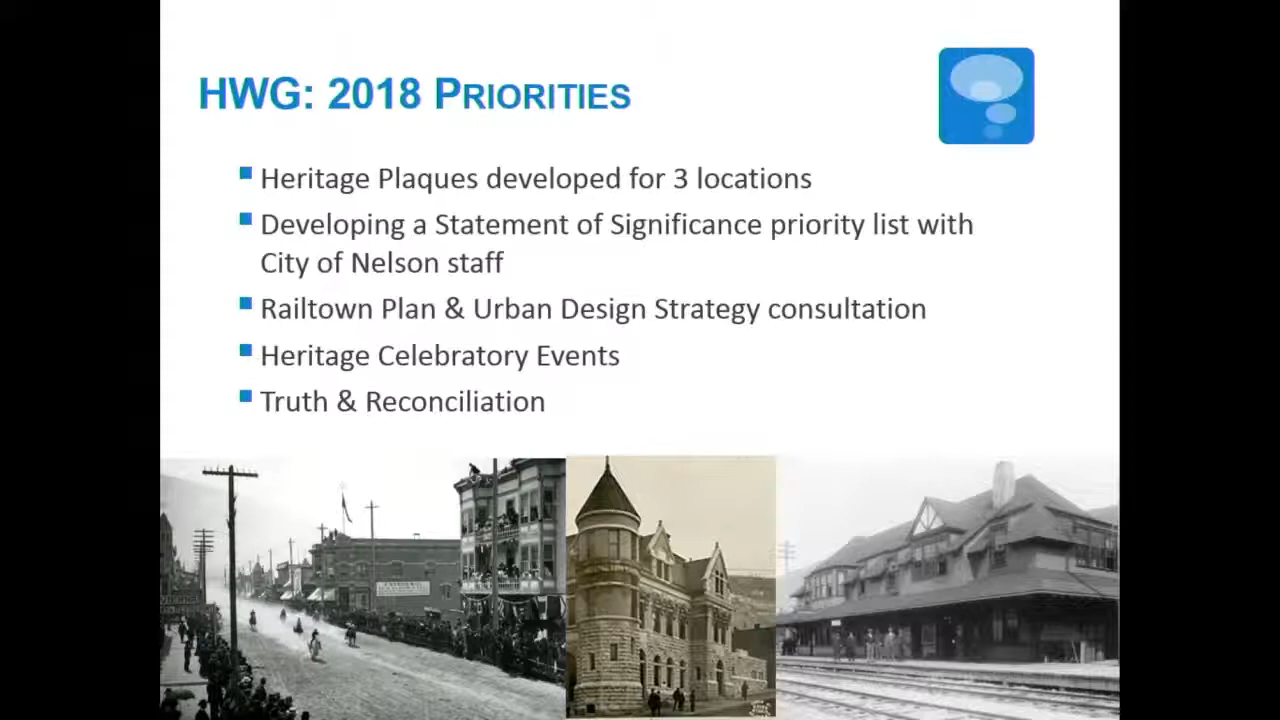 HWG: 2018 PRIORITIES
Heritage Plaques developed for 3 locations
Developing a Statement of Significance priority list with
City of Nelson staff
Railtown Plan & Urban Design Strategy consultation
Heritage Celebratory Events
Truth & Reconciliation